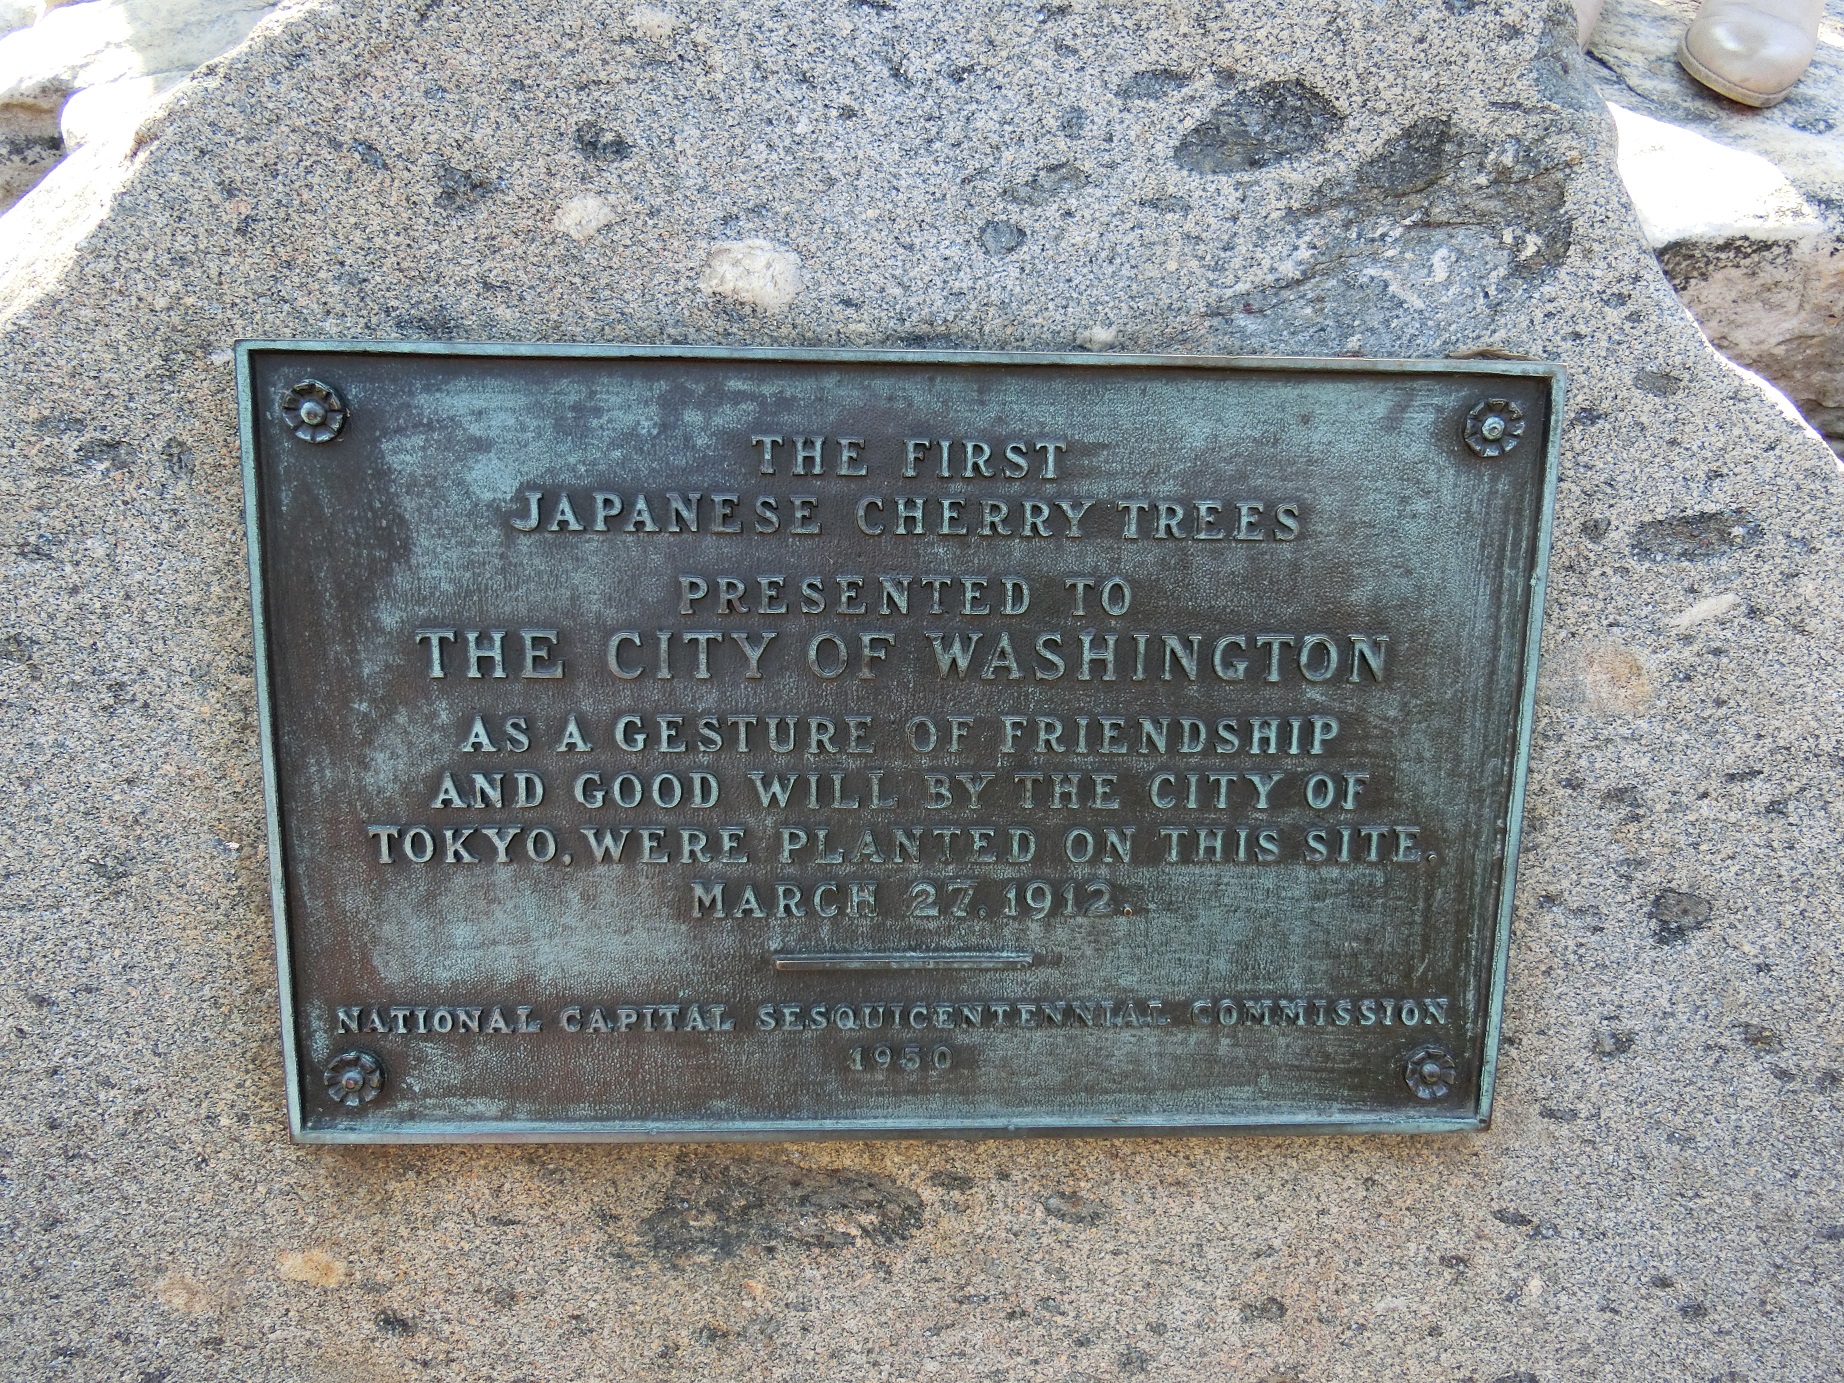 THE FIRST
JAPANESE CHERRY TREES
PRESENTED TO
THE CITY OF WASHINGTON
AS A GESTURE OF FRIENDSHIP
AND GOOD WILL BY THE CITY OF
TOKYO, WERE PLANTED ON THIS SITE.
MARCH 27, 1912.
NATIONAL CAPITAL SESQUICENTENNIAL COMMISSION
1950